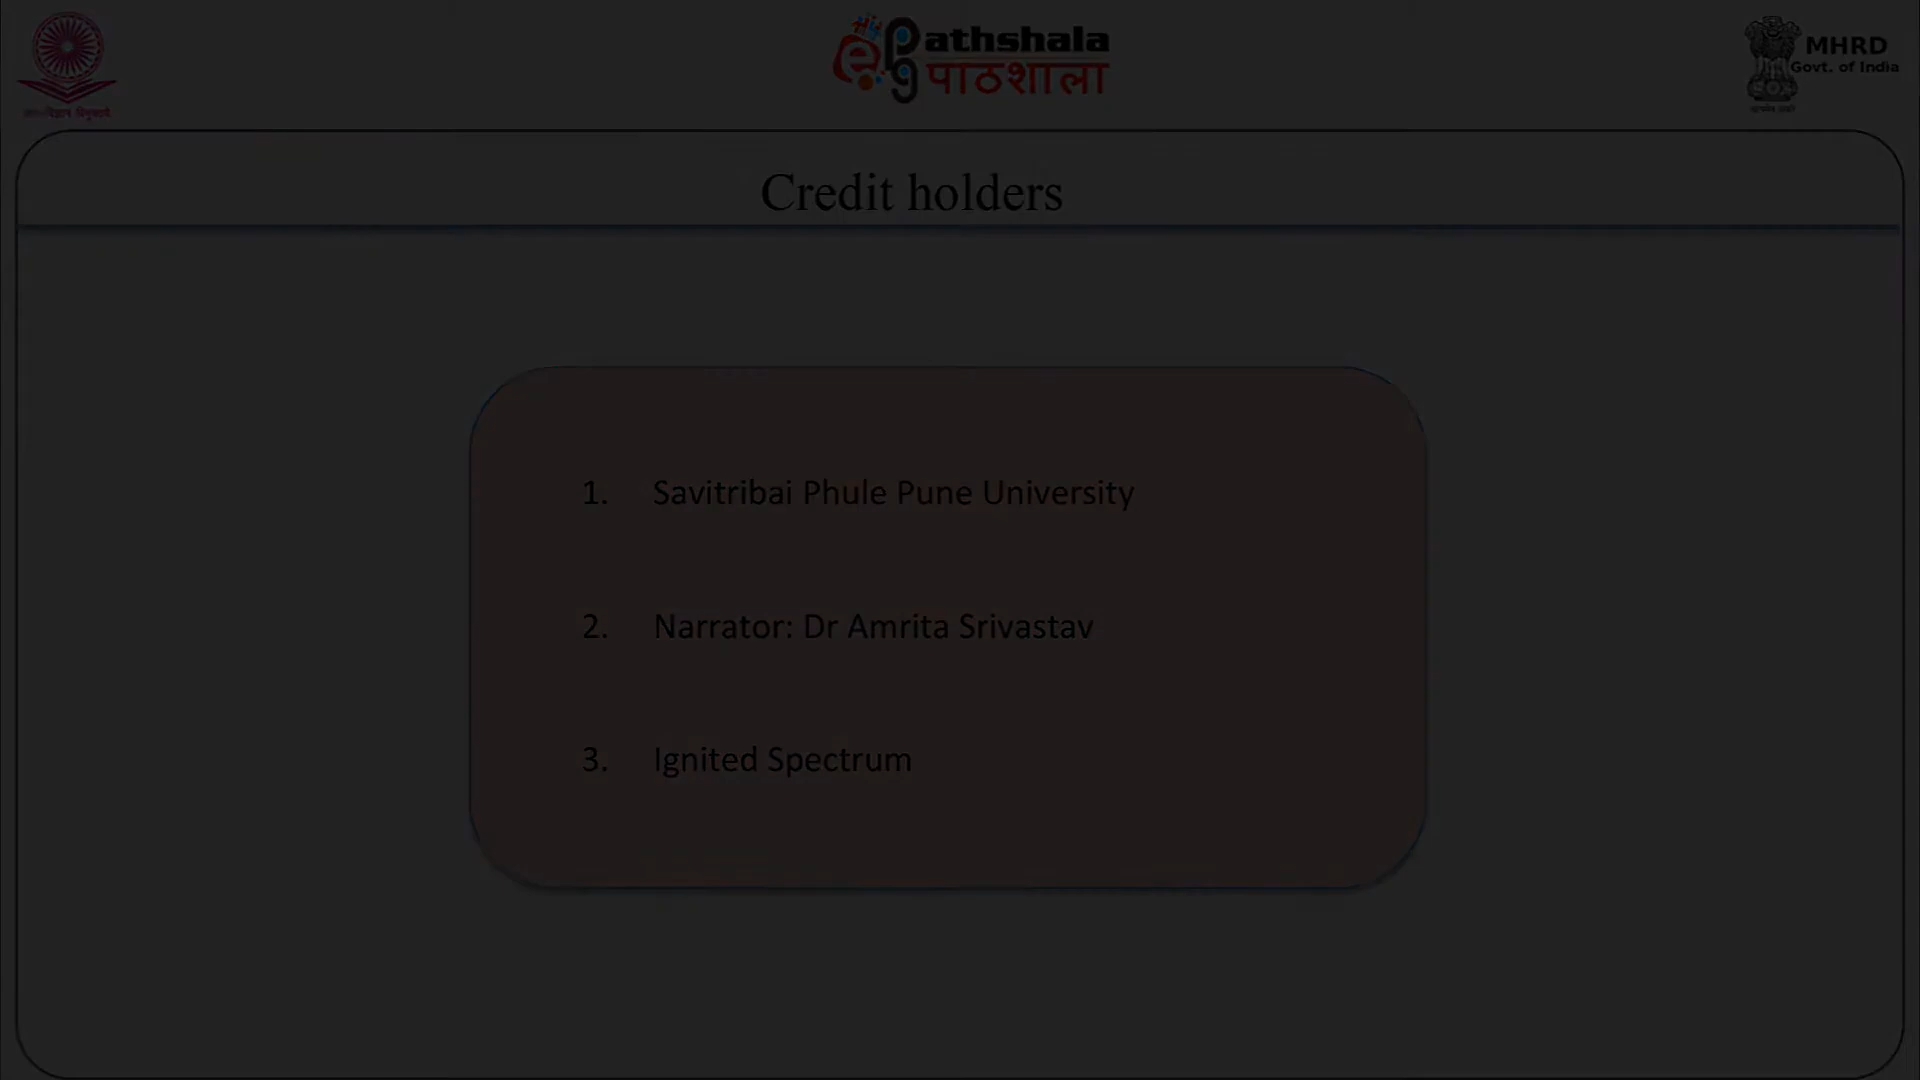 athshala
पाठशाला
MHRD
Govt. of India
Credit holders
1. Savitribai Phule Pune University
2. Narrator: Dr Amrita Srivastav
3. Ignited Spectrum